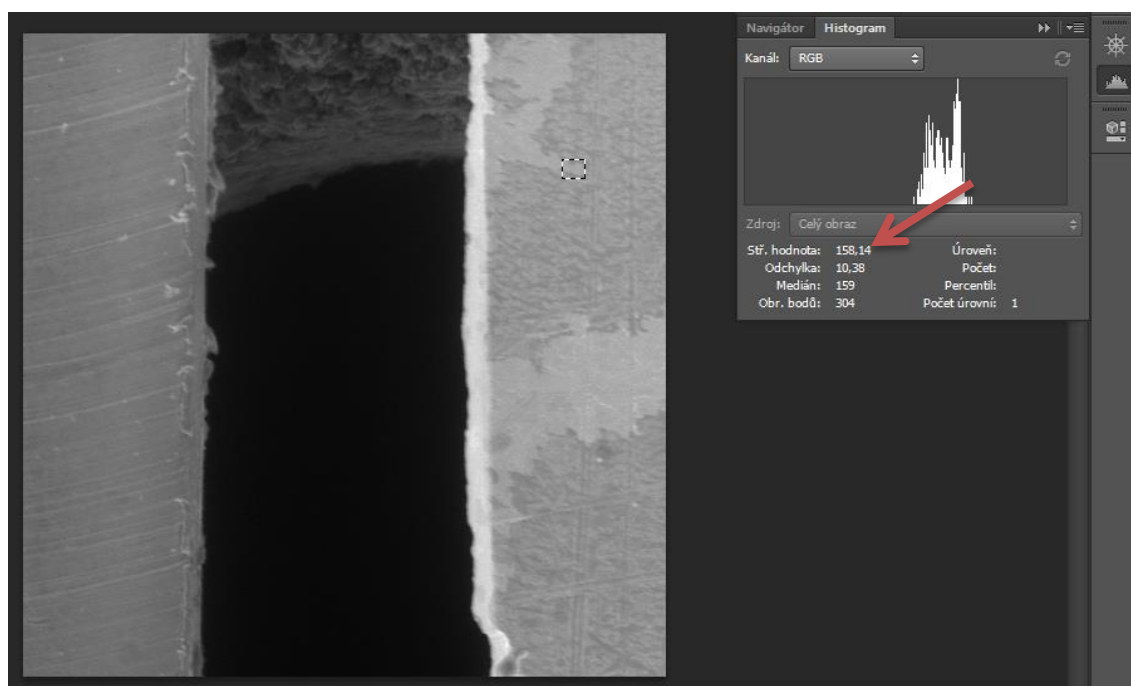 Navigátor Histogram
Kanál: RGB
Zdroj: Celý obraz
Stř. hodnota: 158,14 Úroveň:
Odchylka: 10,38 Počet:
Medián: 159 Percentil:
Obr. bodů: 304 Počet úrovní: 1